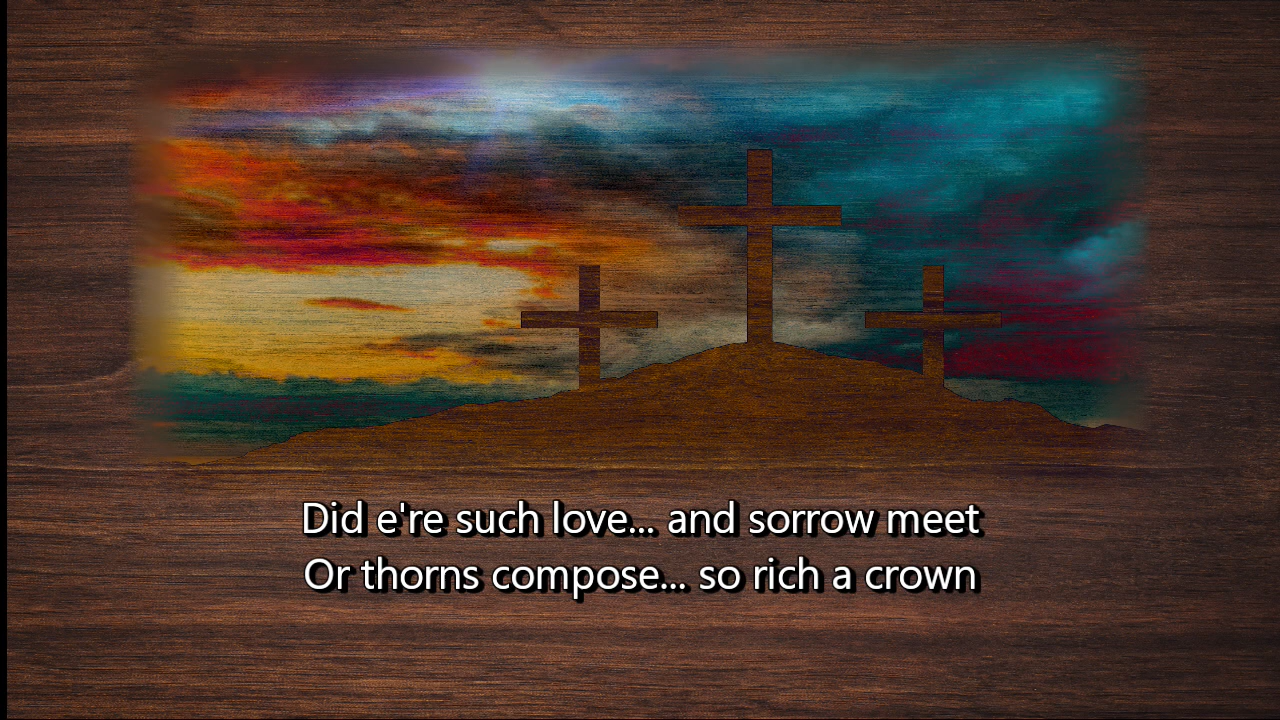 Did e're such love... and sorrow meet
Or thorns compose... so rich a crown